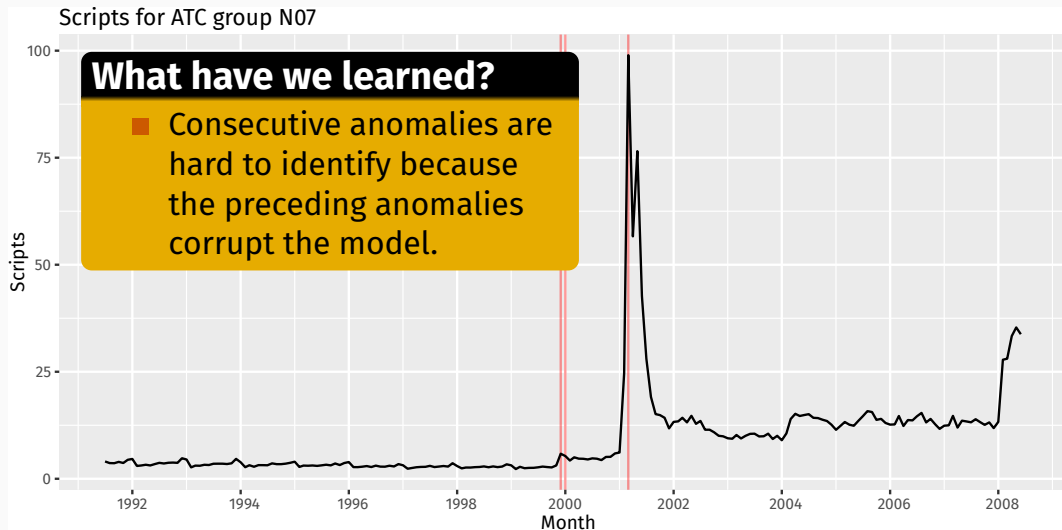 Scripts for ATC group N07
100
What have we learned?
Consecutive anomalies are
hard to identify because
the preceding anomalies
corrupt the model.
75
50
25
0
Scripts
1992 1994 1996 1998 2000 2002 2004 2006 2008
Month